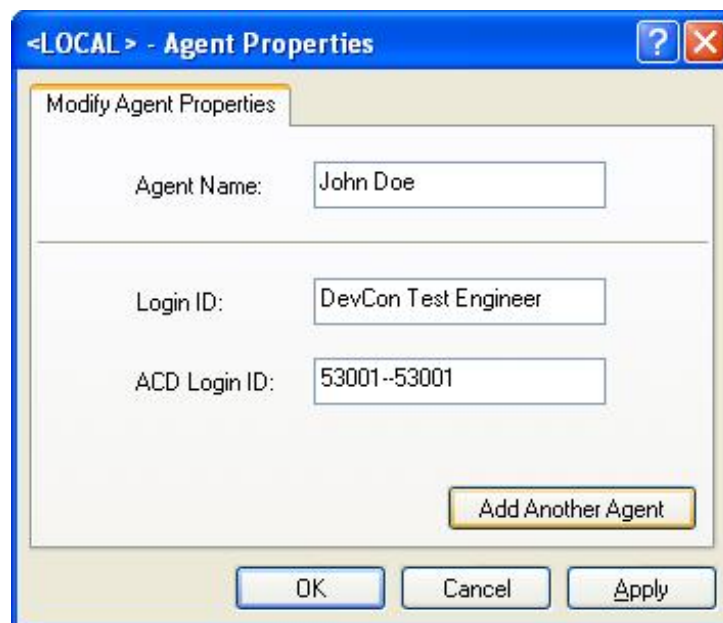 <LOCAL> - Agent Properties
?
X
Modify Agent Properties
Agent Name: John Doe
Login ID: DevCon Test Engineer
ACD Login ID: 53001--53001
Add Another Agent
OK Cancel Apply